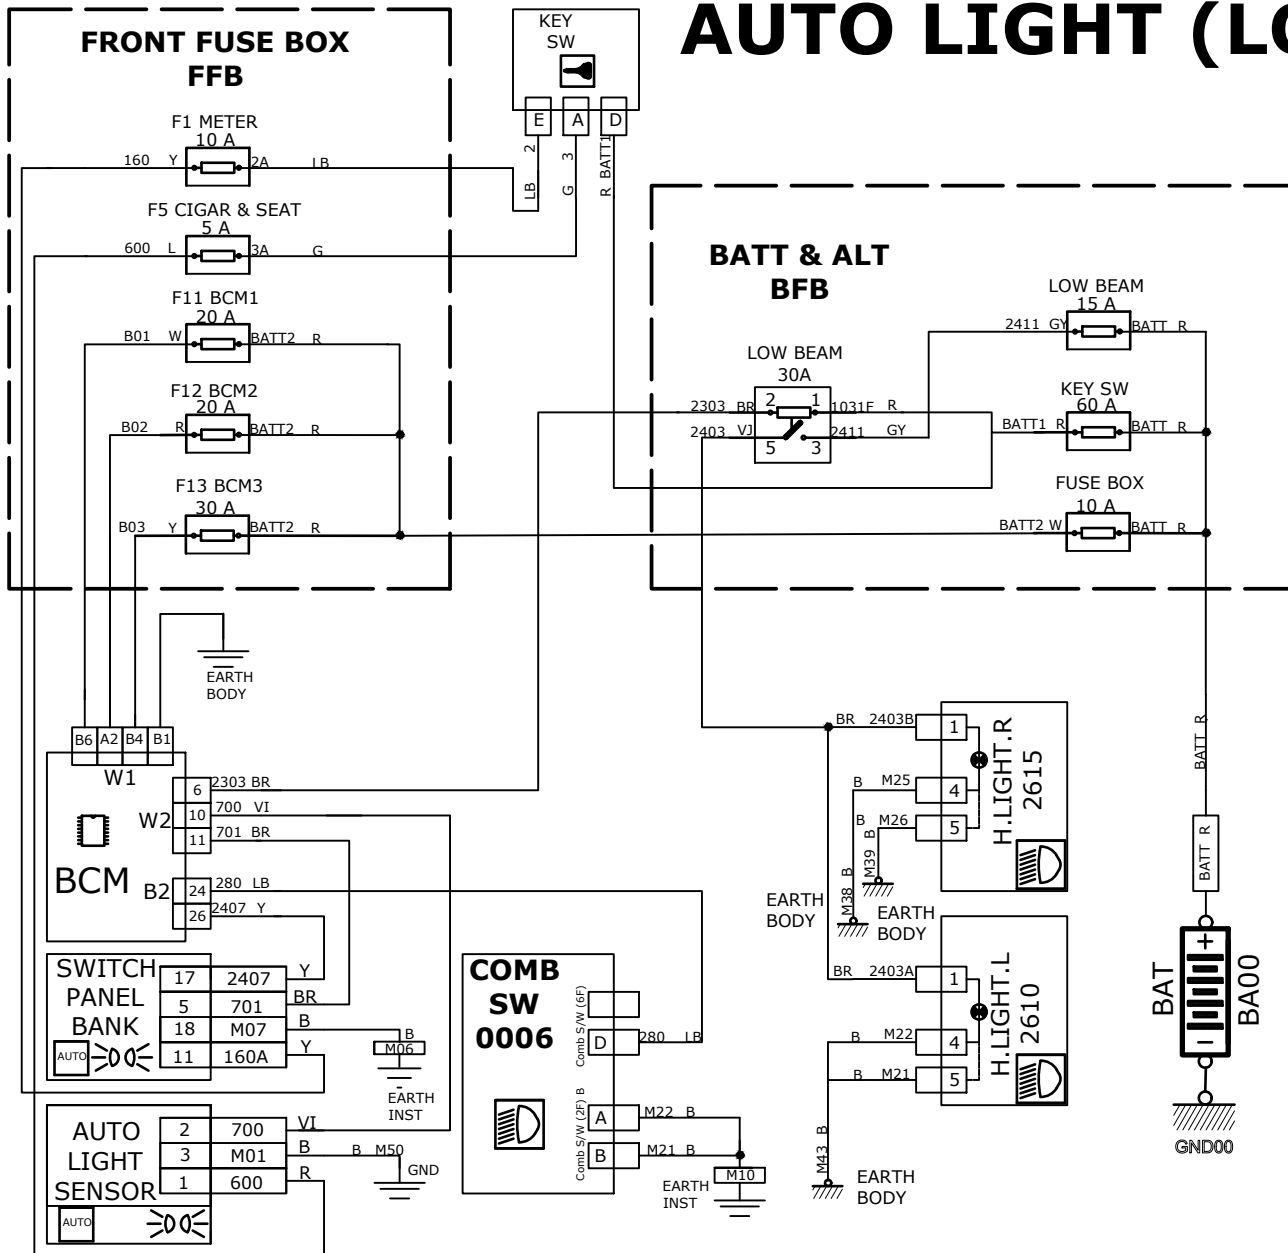 AUTO LIGHT (LO
FRONT FUSE BOX
FFB
F1 METER
10 A
160 Y 2A LB
F5 CIGAR & SEAT
5 A
600 L 3A G
F11 BCM1
20 A
B01 W BATT2 R
F12 BCM2
20 A
B02 R BATT2 R
F13 BCM3
30 A
B03 Y BATT2 R
KEY
SW
E A D
LB 2
G 3
R BATT1
BATT & ALT
BFB
LOW BEAM
30A
2303 BR 2 1 1031F R
2403 VJ 5 3 2411 GY
LOW BEAM
15 A
2411 GY BATT R
KEY SW
60 A
BATT1 R BATT R
FUSE BOX
10 A
BATT2 W BATT R
EARTH
BODY
B6 A2 B4 B1
W1
W2
BCM
B2
6 2303 BR
10 700 VI
11 701 BR
24 280 LB
26 2407 Y
SWITCH
PANEL
BANK
AUTO
17 2407 Y
5 701 BR
18 M07 B
11 160A Y
B
M06
EARTH
INST
AUTO
LIGHT
SENSOR
AUTO
2 700 VI
3 M01 B B M50
1 600 R
GND
COMB
SW
0006
Comb S/W (6F)
D 280 LB
Comb S/W (2F) B
A M22 B
B M21 B
M10
EARTH
INST
BR 2403B 1
B M25 4
B M26 5
H.LIGHT.R
2615
M38 B
M39 B
EARTH
BODY
EARTH
BODY
BR 2403A 1
B M22 4
B M21 5
H.LIGHT.L
2610
M43 B
EARTH
BODY
BATT R
BATT R
BAT
+
-
BA00
GND00